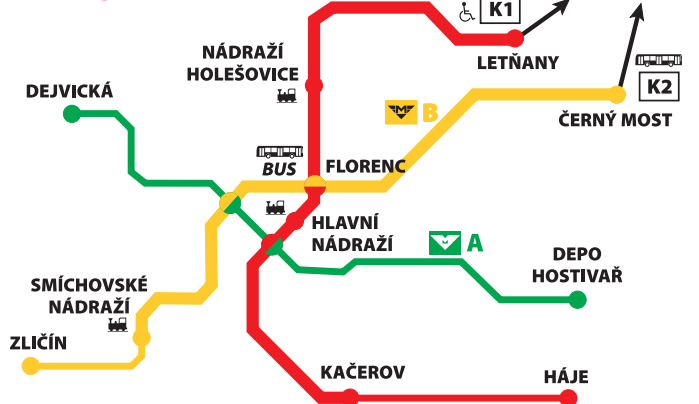 K1
LETŇANY
NÁDRAŽÍ
HOLEŠOVICE
DEJVICKÁ
K2
ČERNÝ MOST
B
BUS
FLORENC
HLAVNÍ
NÁDRAŽÍ
A
DEPO
HOSTIVAŘ
SMÍCHOVSKÉ
NÁDRAŽÍ
ZLIČÍN
KAČEROV
HÁJE